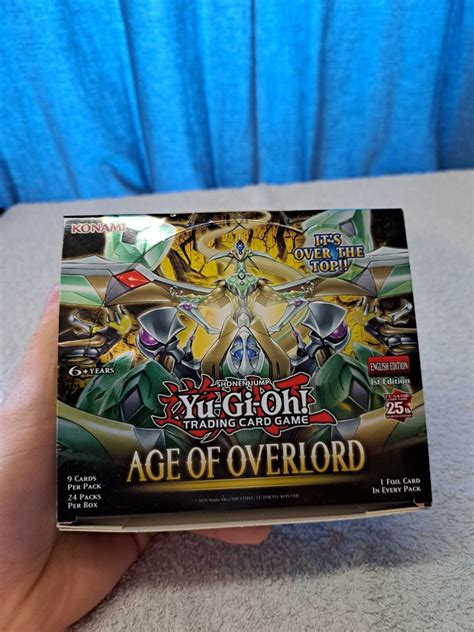 KONAMI
IT'S
OVER THE
TOP!!
6+ YEARS
ENGLISH EDITION
1st Edition
25th
SHONEN JUMP
Yu-Gi-Oh!
TRADING CARD GAME
AGE OF OVERLORD
9 CARDS
PER PACK
24 PACKS
PER BOX
1 FOIL CARD
IN EVERY PACK